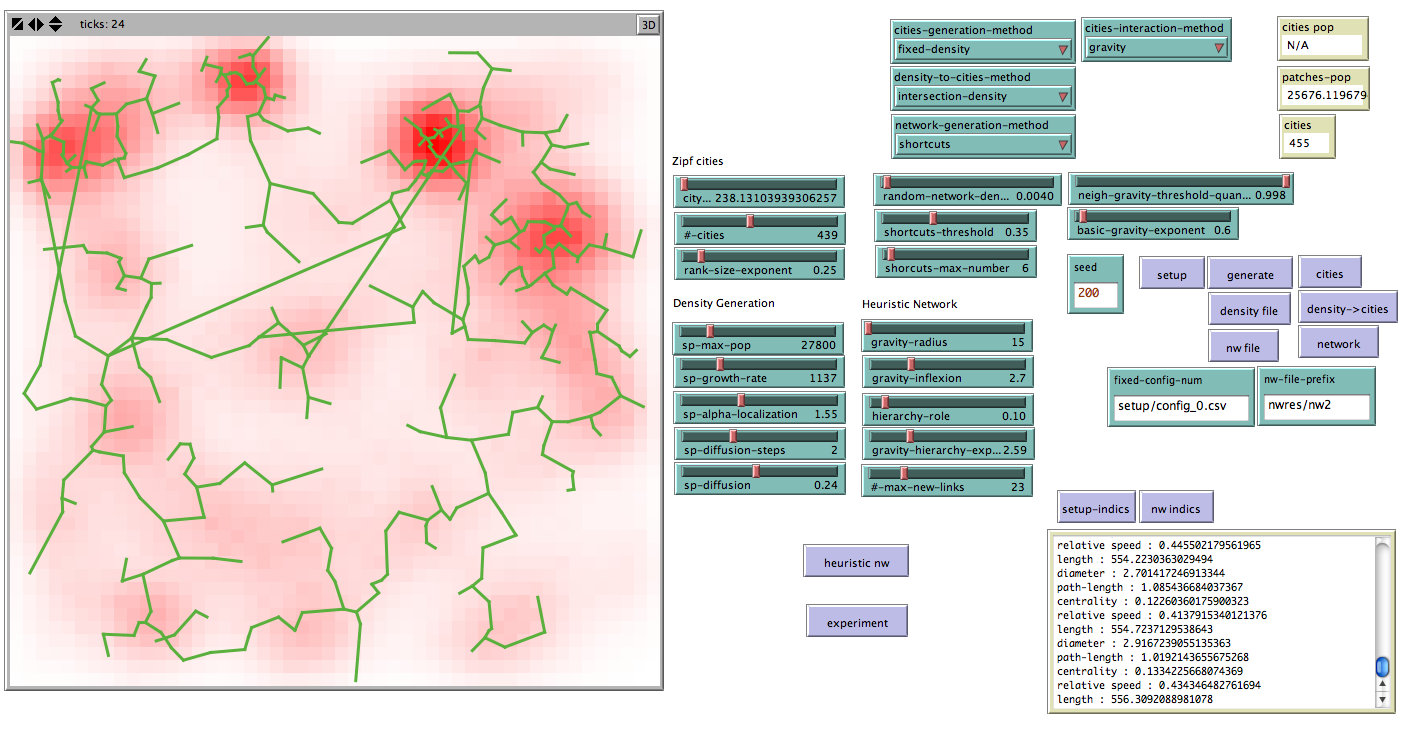 ticks: 24
3D
cities-generation-method
fixed-density
cities-interaction-method
gravity
cities pop
N/A
density-to-cities-method
intersection-density
patches-pop
25676.119679
network-generation-method
shortcuts
cities
455
Zipf cities
city... 238.13103939306257
random-network-den... 0.0040
neigh-gravity-threshold-quan... 0.998
#-cities 439
shortcuts-threshold 0.35
basic-gravity-exponent 0.6
rank-size-exponent 0.25
shorcuts-max-number 6
seed
200
setup
generate
cities
density file
density->cities
nw file
network
Density Generation
Heuristic Network
sp-max-pop 27800
gravity-radius 15
sp-growth-rate 1137
gravity-inflexion 2.7
sp-alpha-localization 1.55
hierarchy-role 0.10
sp-diffusion-steps 2
gravity-hierarchy-exp... 2.59
sp-diffusion 0.24
#-max-new-links 23
fixed-config-num
setup/config_0.csv
nw-file-prefix
nwres/nw2
setup-indics
nw indics
heuristic nw
experiment
relative speed : 0.445502179561965
length : 554.2230363029494
diameter : 2.701417246913344
path-length : 1.085436684037367
centrality : 0.12260360175900323
relative speed : 0.4137915340121376
length : 554.7237129538643
diameter : 2.9167239055135363
path-length : 1.0192143655675268
centrality : 0.1334225668074369
relative speed : 0.434346482761694
length : 556.3092088981078